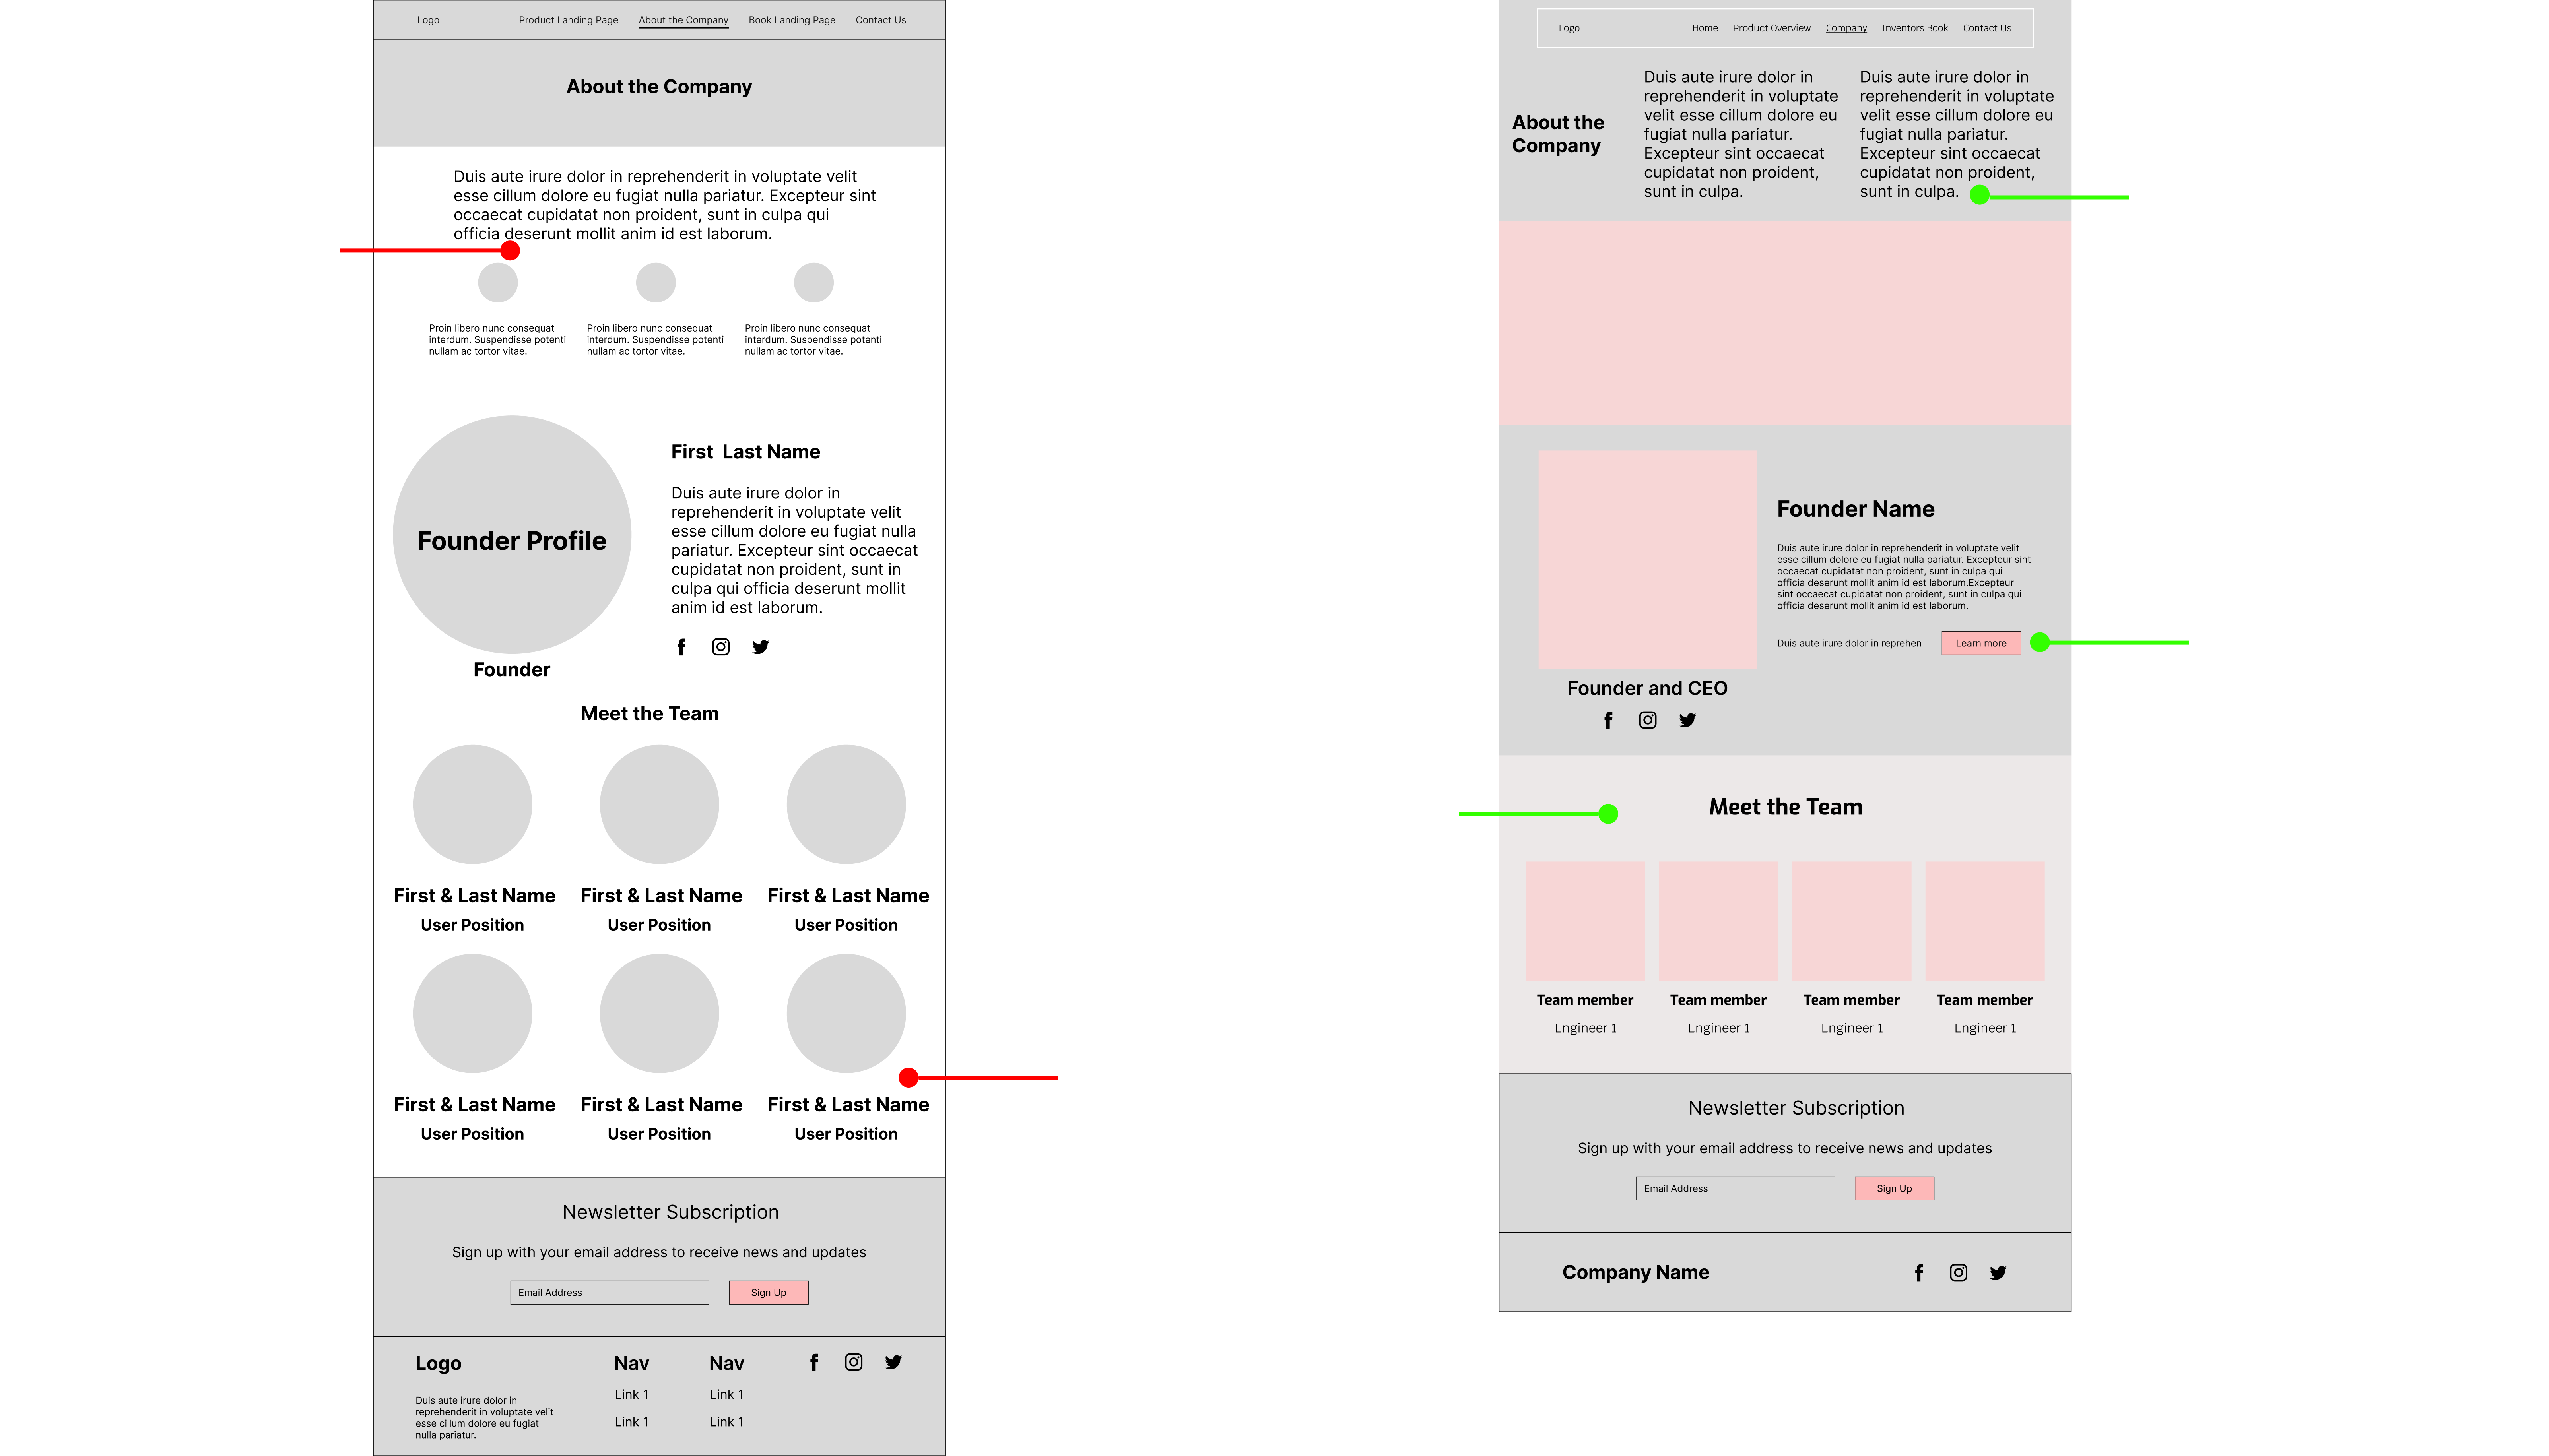 Logo
Product Landing Page
About the Company
Book Landing Page
Contact Us
About the Company
Duis aute irure dolor in reprehenderit in voluptate velit
esse cillum dolore eu fugiat nulla pariatur. Excepteur sint
occaecat cupidatat non proident, sunt in culpa qui
officia deserunt mollit anim id est laborum.
Proin libero nunc consequat
interdum. Suspendisse potenti
nullam ac tortor vitae.
Proin libero nunc consequat
interdum. Suspendisse potenti
nullam ac tortor vitae.
Proin libero nunc consequat
interdum. Suspendisse potenti
nullam ac tortor vitae.
Founder Profile
Founder
First  Last Name
Duis aute irure dolor in
reprehenderit in voluptate velit
esse cillum dolore eu fugiat nulla
pariatur. Excepteur sint occaecat
cupidatat non proident, sunt in
culpa qui officia deserunt mollit
anim id est laborum.
Meet the Team
First & Last Name
User Position
First & Last Name
User Position
First & Last Name
User Position
First & Last Name
User Position
First & Last Name
User Position
First & Last Name
User Position
Newsletter Subscription
Sign up with your email address to receive news and updates
Email Address
Sign Up
Logo
Duis aute irure dolor in
reprehenderit in voluptate velit
esse cillum dolore eu fugiat
nulla pariatur.
Nav
Link 1
Link 1
Nav
Link 1
Link 1
Logo
Home
Product Overview
Company
Inventors Book
Contact Us
About the
Company
Duis aute irure dolor in
reprehenderit in voluptate
velit esse cillum dolore eu
fugiat nulla pariatur.
Excepteur sint occaecat
cupidatat non proident,
sunt in culpa.
Duis aute irure dolor in
reprehenderit in voluptate
velit esse cillum dolore eu
fugiat nulla pariatur.
Excepteur sint occaecat
cupidatat non proident,
sunt in culpa.
Founder Name
Duis aute irure dolor in reprehenderit in voluptate velit
esse cillum dolore eu fugiat nulla pariatur. Excepteur sint
occaecat cupidatat non proident, sunt in culpa qui
officia deserunt mollit anim id est laborum.Excepteur
sint occaecat cupidatat non proident, sunt in culpa qui
officia deserunt mollit anim id est laborum.
Duis aute irure dolor in reprehen
Learn more
Founder and CEO
Meet the Team
Team member
Engineer 1
Team member
Engineer 1
Team member
Engineer 1
Team member
Engineer 1
Newsletter Subscription
Sign up with your email address to receive news and updates
Email Address
Sign Up
Company Name